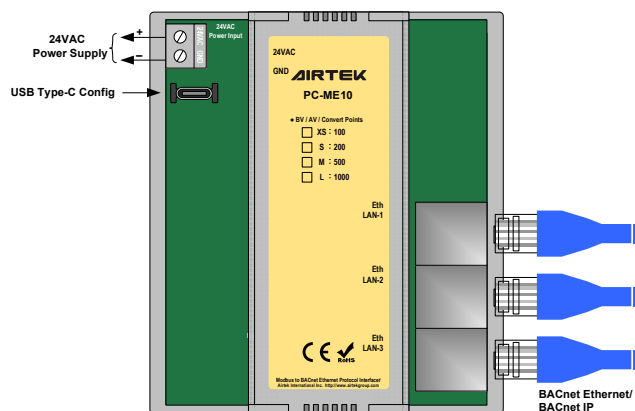 24VAC
Power Supply
+
–
24VAC GND
24VAC
Power Input
USB Type-C Config
24VAC
GND
AIRTEK
PC-ME10
● BV / AV / Convert Points
XS : 100
S : 200
M : 500
L : 1000
Eth
LAN-1
Eth
LAN-2
Eth
LAN-3
CE
RoHS
Modbus to BACnet Ethernet Protocol Interfacer
Airtek International Inc. http://www.airtekgroup.com
BACnet Ethernet/
BACnet IP